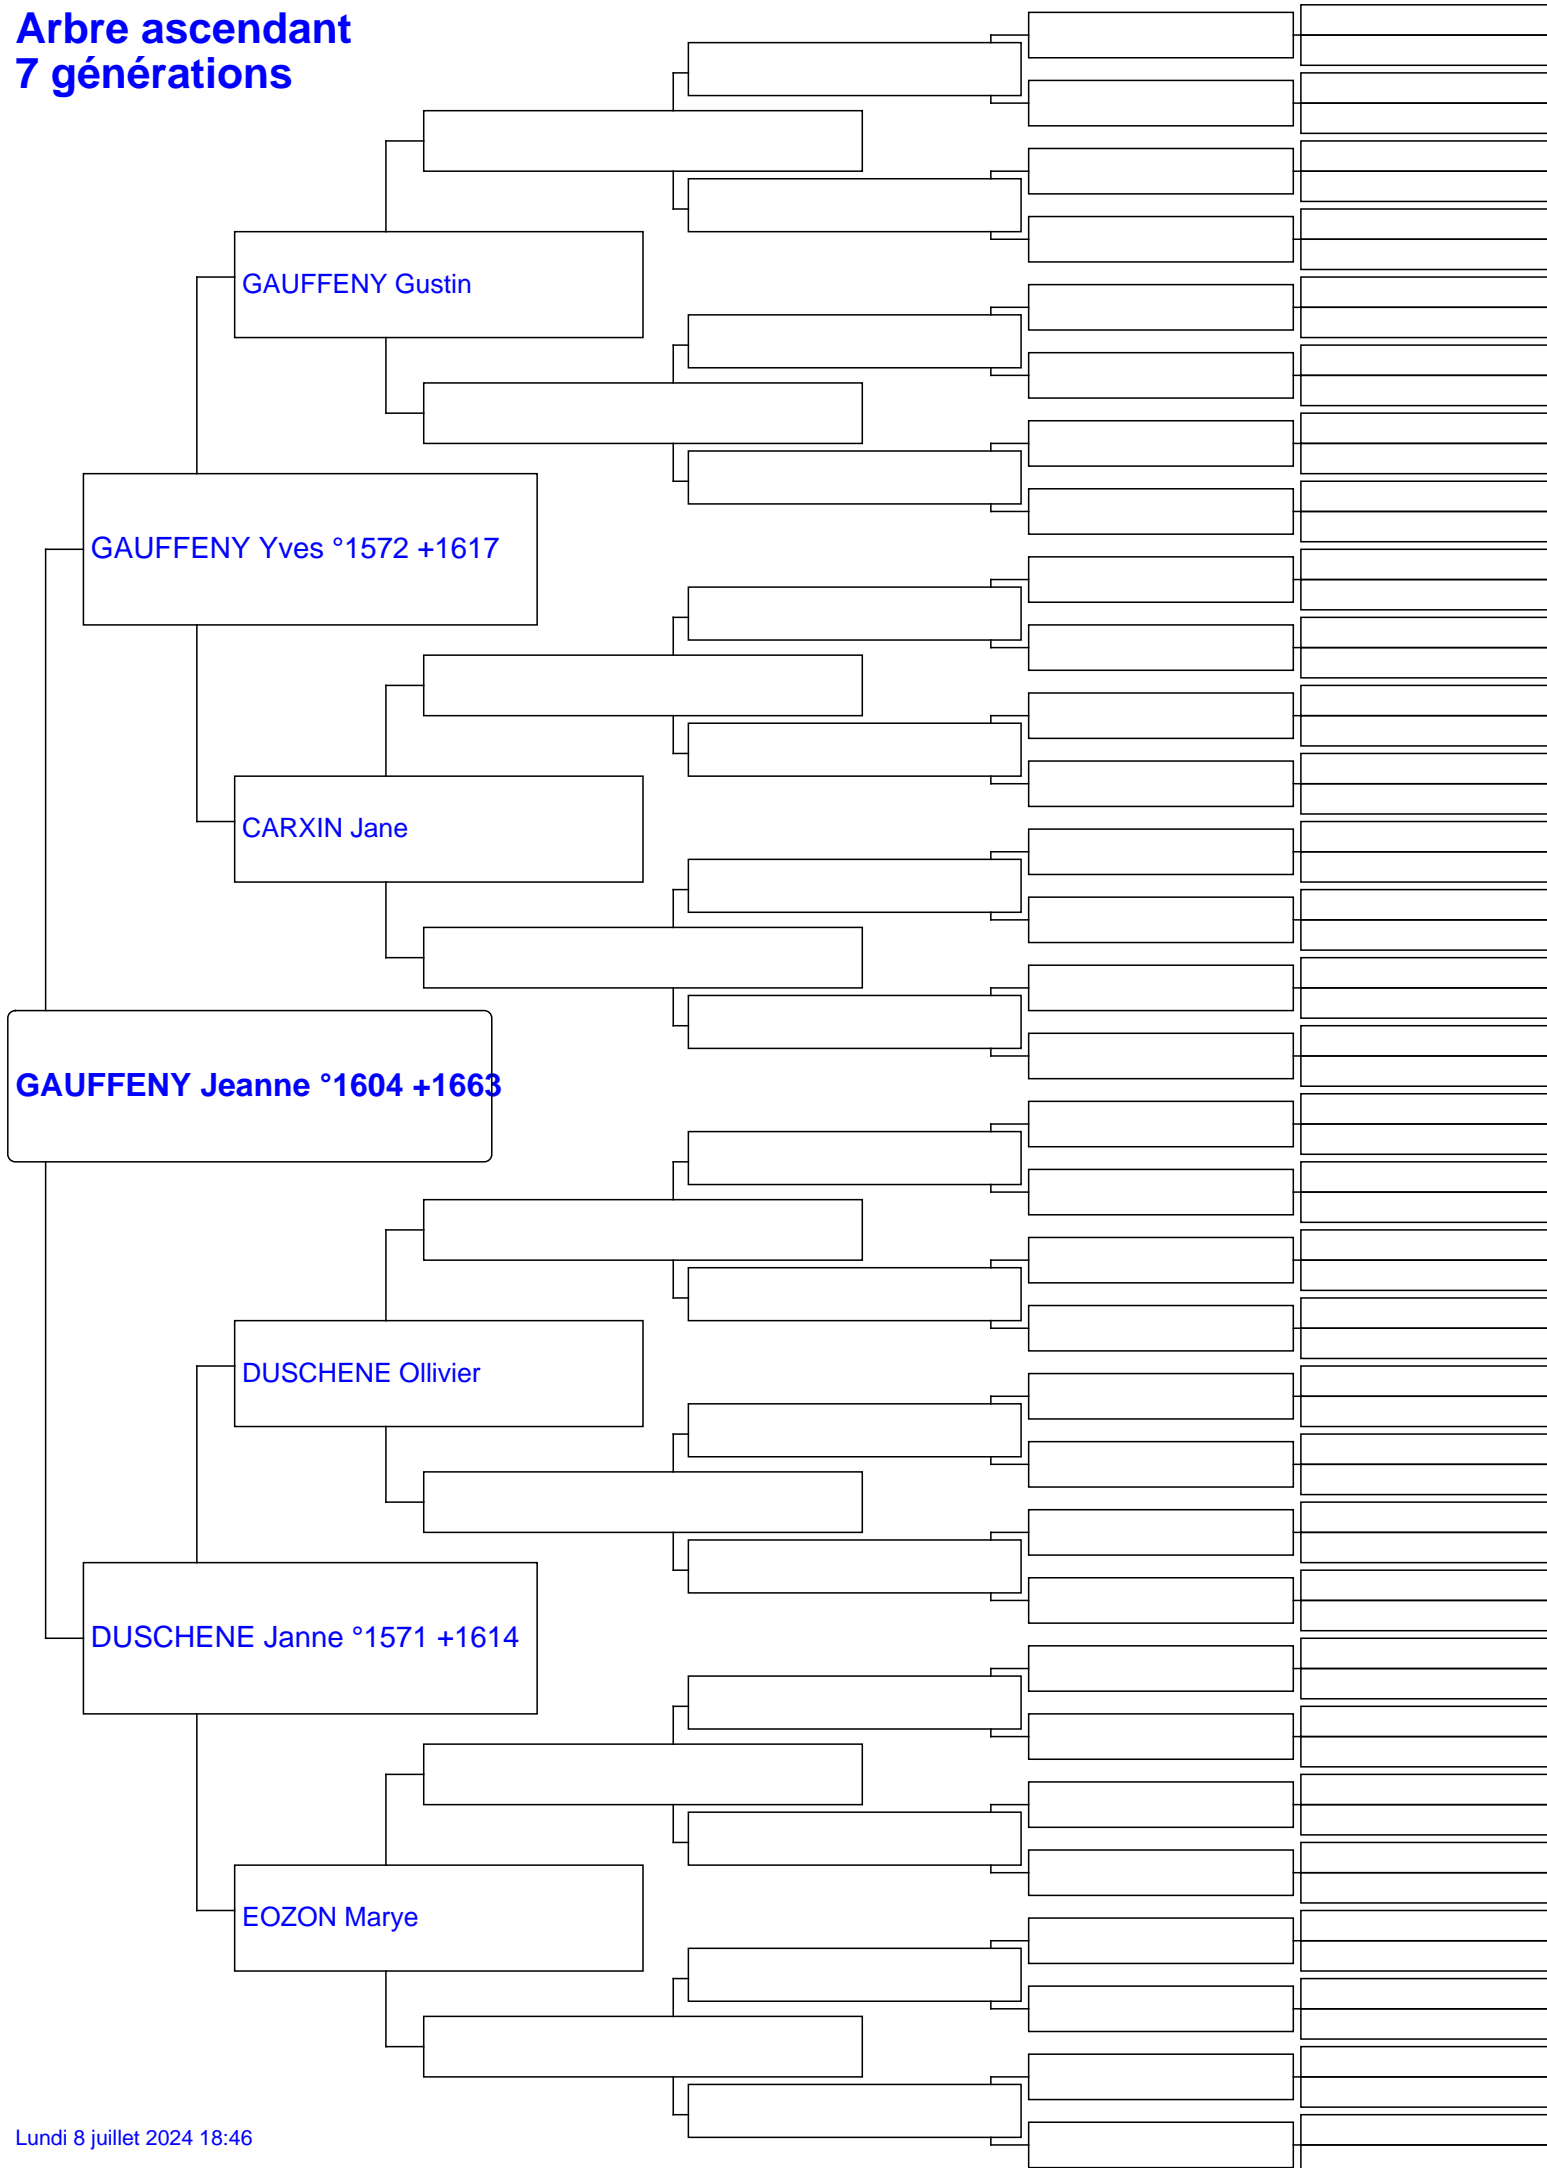 Arbre ascendant
7 générations
GAUFFENY Gustin
GAUFFENY Yves °1572 +1617
CARXIN Jane
GAUFFENY Jeanne °1604 +1663
DUSCHENE Ollivier
DUSCHENE Janne °1571 +1614
EOZON Marye
Lundi 8 juillet 2024 18:46